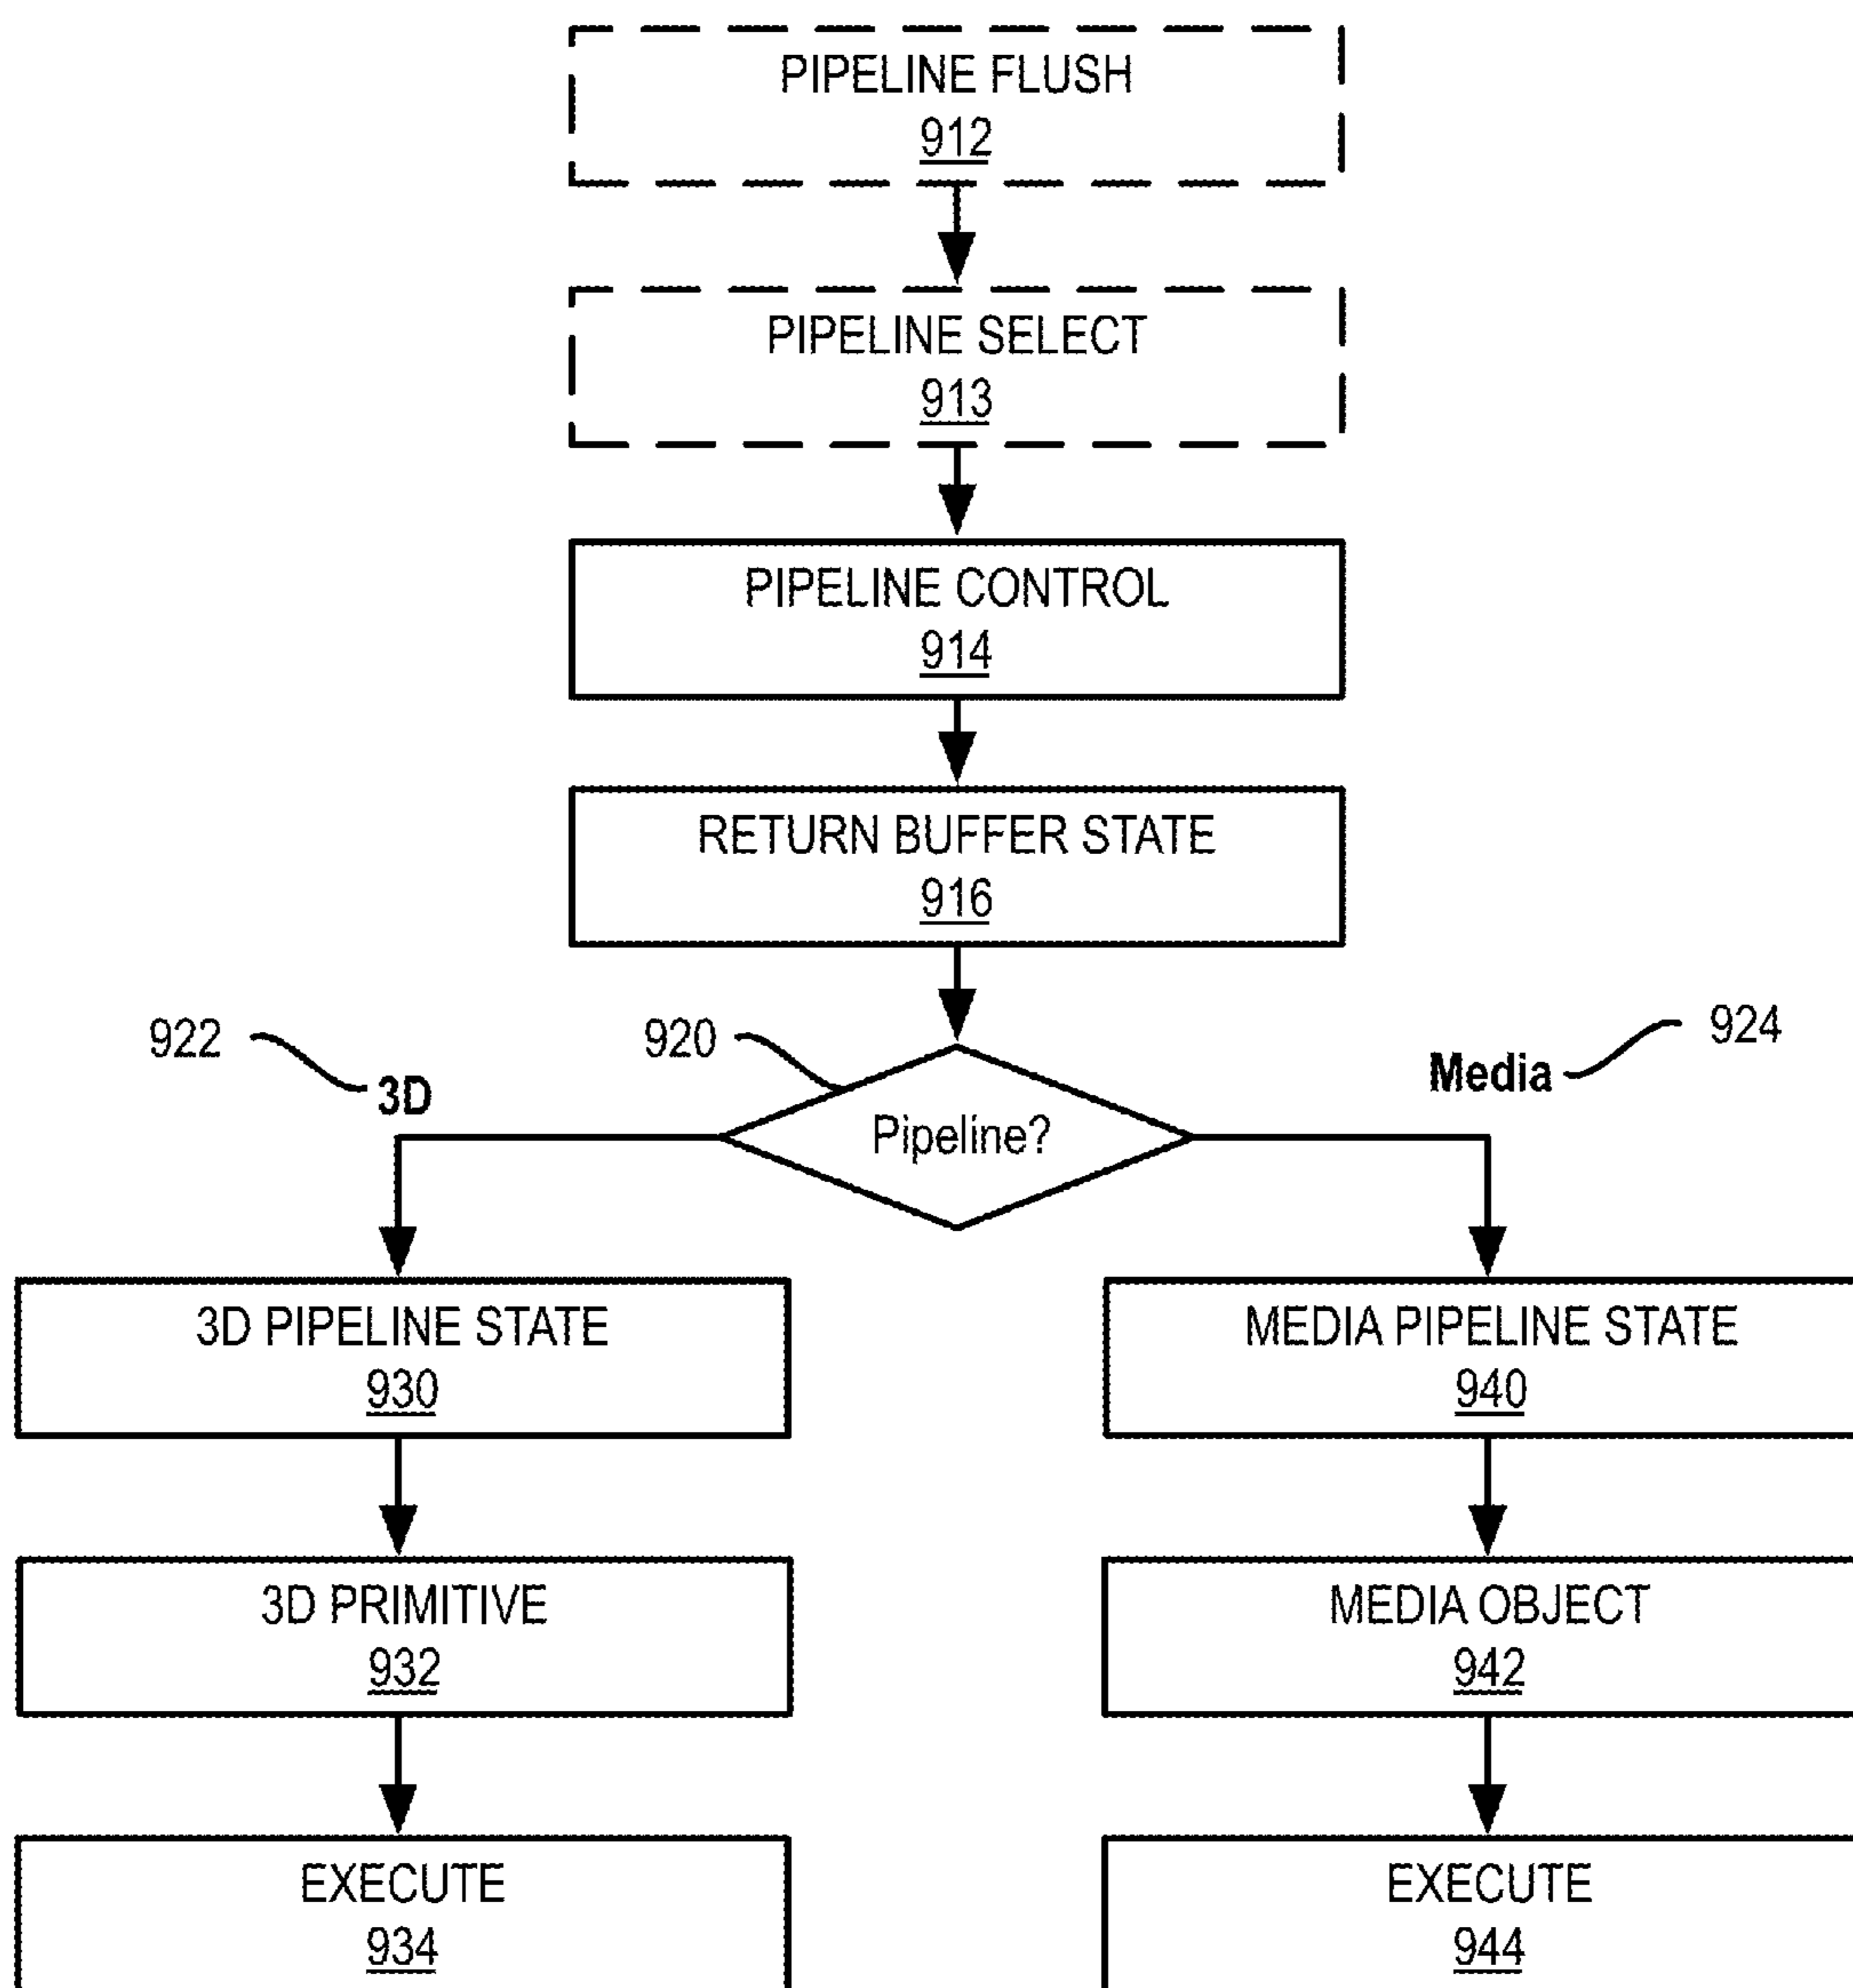 PIPELINE FLUSH
912
PIPELINE SELECT
913
PIPELINE CONTROL
914
RETURN BUFFER STATE
916
922
3D
920
Pipeline?
Media
924
3D PIPELINE STATE
930
MEDIA PIPELINE STATE
940
3D PRIMITIVE
932
MEDIA OBJECT
942
EXECUTE
934
EXECUTE
944